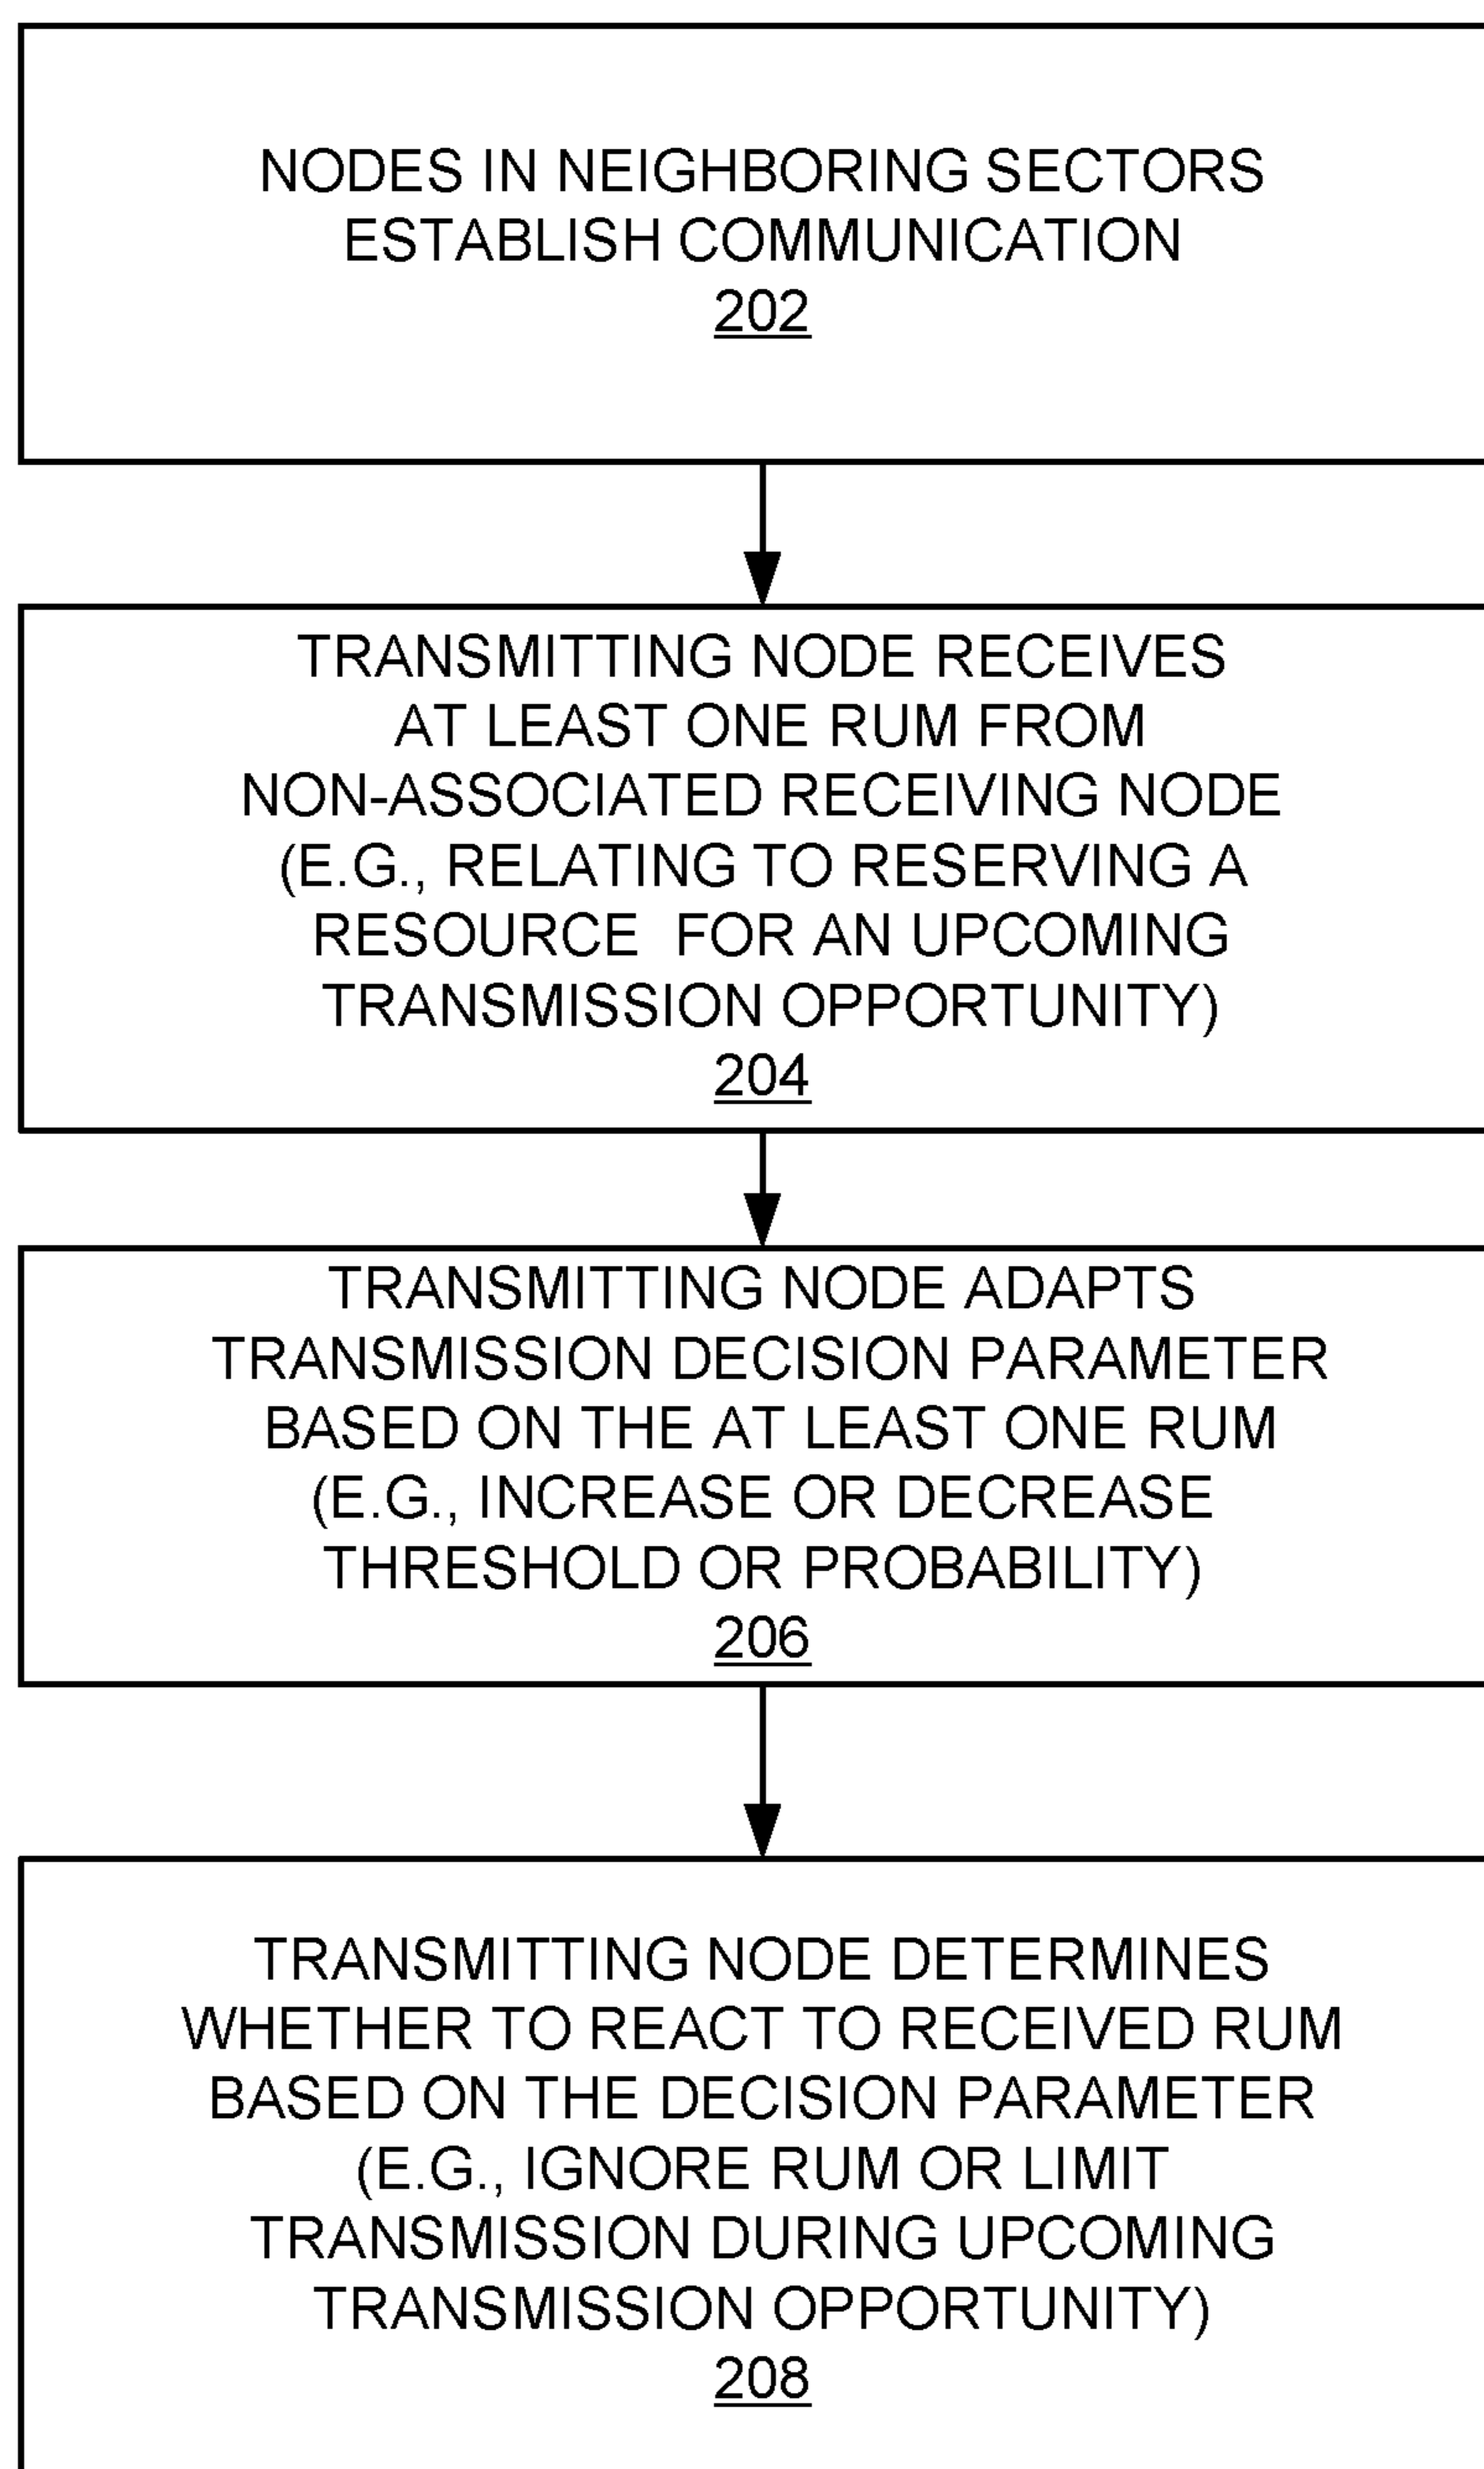 NODES IN NEIGHBORING SECTORS
ESTABLISH COMMUNICATION
202
TRANSMITTING NODE RECEIVES
AT LEAST ONE RUM FROM
NON-ASSOCIATED RECEIVING NODE
(E.G., RELATING TO RESERVING A
RESOURCE FOR AN UPCOMING
TRANSMISSION OPPORTUNITY)
204
TRANSMITTING NODE ADAPTS
TRANSMISSION DECISION PARAMETER
BASED ON THE AT LEAST ONE RUM
(E.G., INCREASE OR DECREASE
THRESHOLD OR PROBABILITY)
206
TRANSMITTING NODE DETERMINES
WHETHER TO REACT TO RECEIVED RUM
BASED ON THE DECISION PARAMETER
(E.G., IGNORE RUM OR LIMIT
TRANSMISSION DURING UPCOMING
TRANSMISSION OPPORTUNITY)
208